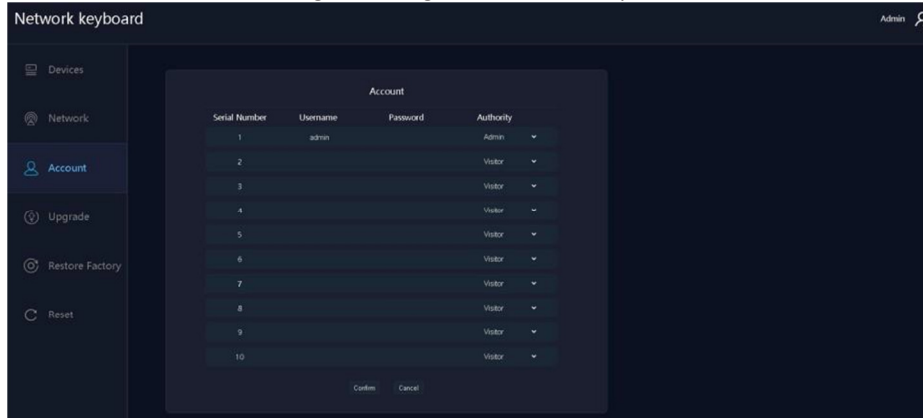 Network keyboard
Admin
Devices
Network
Account
Upgrade
Restore Factory
Reset
Account
Serial Number Username Password Authority
1 admin Admin
2 Visitor
3 Visitor
4 Visitor
5 Visitor
6 Visitor
7 Visitor
8 Visitor
9 Visitor
10 Visitor
Confirm Cancel